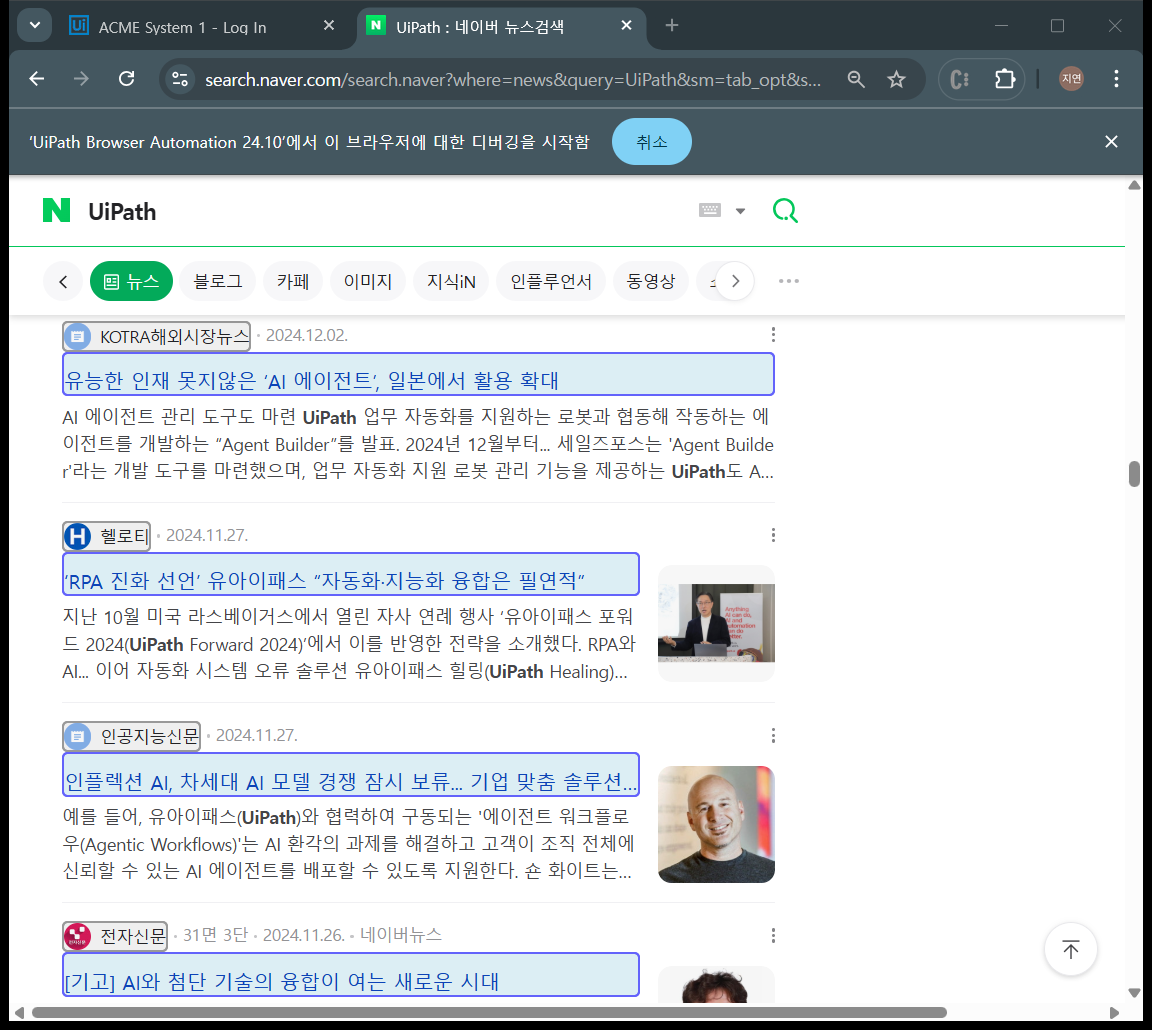 ACME System 1 - Log In
UiPath : 네이버 뉴스검색
search.naver.com/search.naver?where=news&query=UiPath&sm=tab_opt&s...
지연
'UiPath Browser Automation 24.10'에서 이 브라우저에 대한 디버깅을 시작함
취소
N UiPath
뉴스 블로그 카페 이미지 지식iN 인플루언서 동영상
KOTRA해외시장뉴스 · 2024.12.02.
유능한 인재 못지않은 ‘AI 에이전트’, 일본에서 활용 확대
AI 에이전트 관리 도구도 마련 UiPath 업무 자동화를 지원하는 로봇과 협동해 작동하는 에
이전트를 개발하는 “Agent Builder”를 발표. 2024년 12월부터... 세일즈포스는 'Agent Builde
r'라는 개발 도구를 마련했으며, 업무 자동화 지원 로봇 관리 기능을 제공하는 UiPath도 A...
헬로티 · 2024.11.27.
‘RPA 진화 선언’ 유아이패스 “자동화·지능화 융합은 필연적”
지난 10월 미국 라스베이거스에서 열린 자사 연례 행사 ‘유아이패스 포워
드 2024(UiPath Forward 2024)’에서 이를 반영한 전략을 소개했다. RPA와
AI... 이어 자동화 시스템 오류 솔루션 유아이패스 힐링(UiPath Healing)...
Anything
AI can do,
인공지능신문 · 2024.11.27.
인플렉션 AI, 차세대 AI 모델 경쟁 잠시 보류... 기업 맞춤 솔루션...
예를 들어, 유아이패스(UiPath)와 협력하여 구동되는 '에이전트 워크플로
우(Agentic Workflows)'는 AI 환각의 과제를 해결하고 고객이 조직 전체에
신뢰할 수 있는 AI 에이전트를 배포할 수 있도록 지원한다. 숀 화이트는...
전자신문 · 31면 3단 · 2024.11.26. · 네이버뉴스
[기고] AI와 첨단 기술의 융합이 여는 새로운 시대